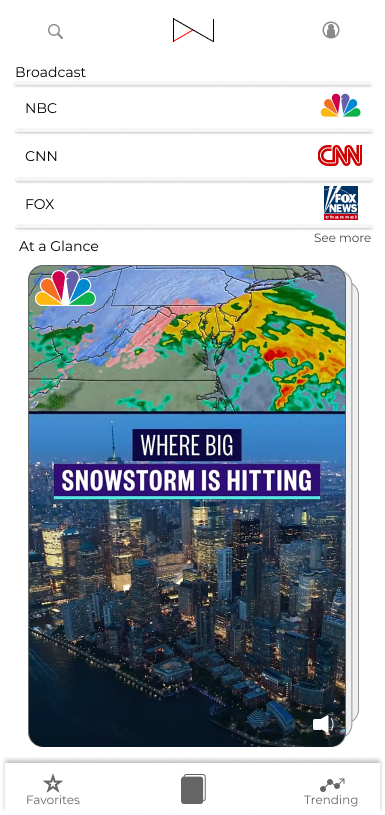 Broadcast
NBC
CNN
CNN
FOX
FOX
NEWS
channel
See more
At a Glance
WHERE BIG
SNOWSTORM IS HITTING
Favorites
Trending